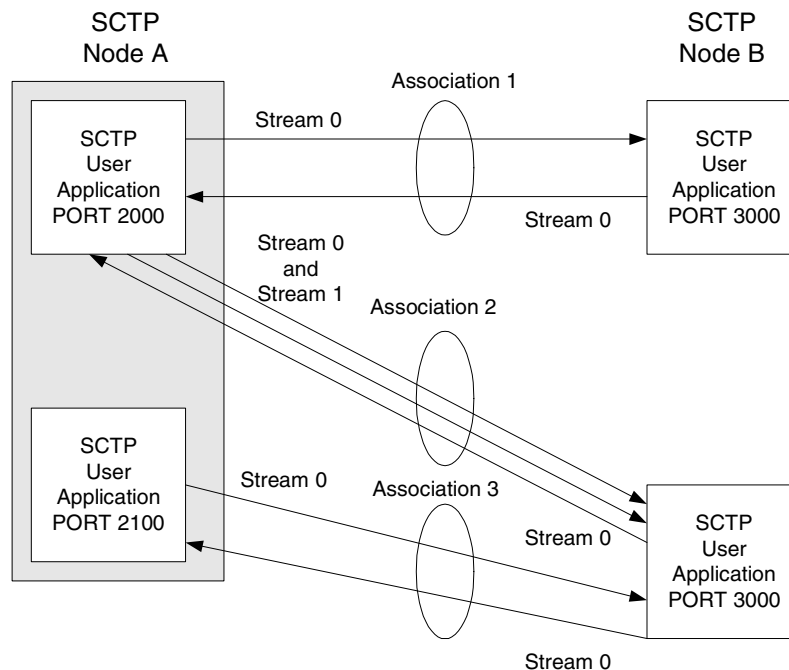 SCTP
Node A
SCTP
Node B
Association 1
SCTP
User
Application
PORT 2000
Stream 0
SCTP
User
Application
PORT 3000
Stream 0
Stream 0
and
Stream 1
Association 2
SCTP
User
Application
PORT 2100
Stream 0
Association 3
Stream 0
SCTP
User
Application
PORT 3000
Stream 0